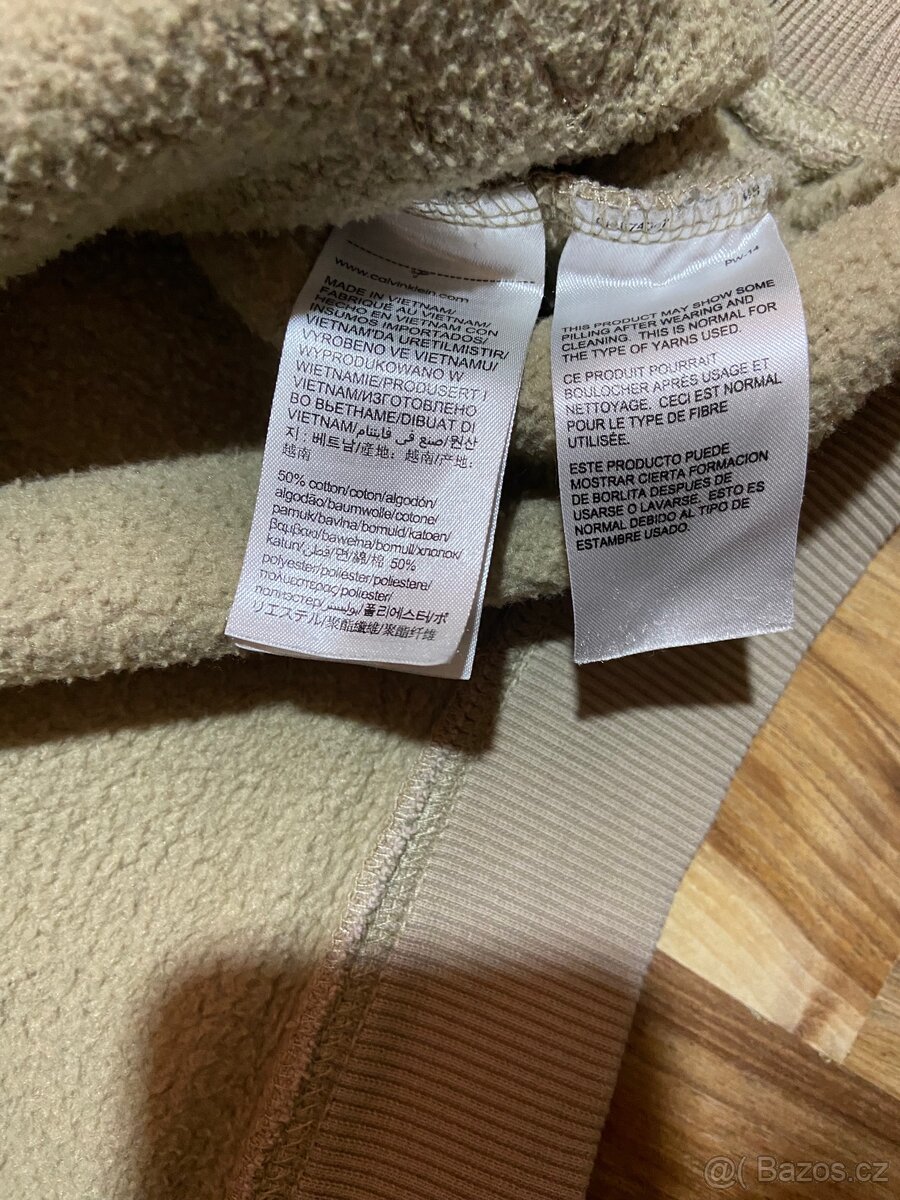 www.calvinklein.com
MADE IN VIETNAM/
FABRIQUÉ AU VIETNAM/
HECHO EN VIETNAM CON
INSUMOS IMPORTADOS/
VIETNAM'DA URETILMISTIR/
VYROBENO VE VIETNAMU/
WYPRODUKOWANO W
WIETNAMIE/PRODUSERT I
VIETNAM/ИЗГОТОВЛЕНО
ВО ВЬЕТНАМЕ/DIBUAT DI
VIETNAM/صنع في فايتنام/원산
지 : 베트남/産地：越南/产地：
越南
50% cotton/coton/algodón/
algodão/baumwolle/cotone/
pamuk/bavlna/bomuld/katoen/
βαμβακι/bawełna/bomull/хлопок/
katun/قطن/면/綿/棉 50%
polyester/poliéster/poliestere/
πολυεστερας/poliester/
полиэстер/بوليستر/폴리에스터/ポ
リエステル/聚酯纖維/聚酯纤维
PW-14
THIS PRODUCT MAY SHOW SOME
PILLING AFTER WEARING AND
CLEANING. THIS IS NORMAL FOR
THE TYPE OF YARNS USED.
CE PRODUIT POURRAIT
BOULOCHER APRÈS USAGE ET
NETTOYAGE. CECI EST NORMAL
POUR LE TYPE DE FIBRE
UTILISÉE.
ESTE PRODUCTO PUEDE
MOSTRAR CIERTA FORMACION
DE BORLITA DESPUES DE
USARSE O LAVARSE. ESTO ES
NORMAL DEBIDO AL TIPO DE
ESTAMBRE USADO.
@( Bazos.cz